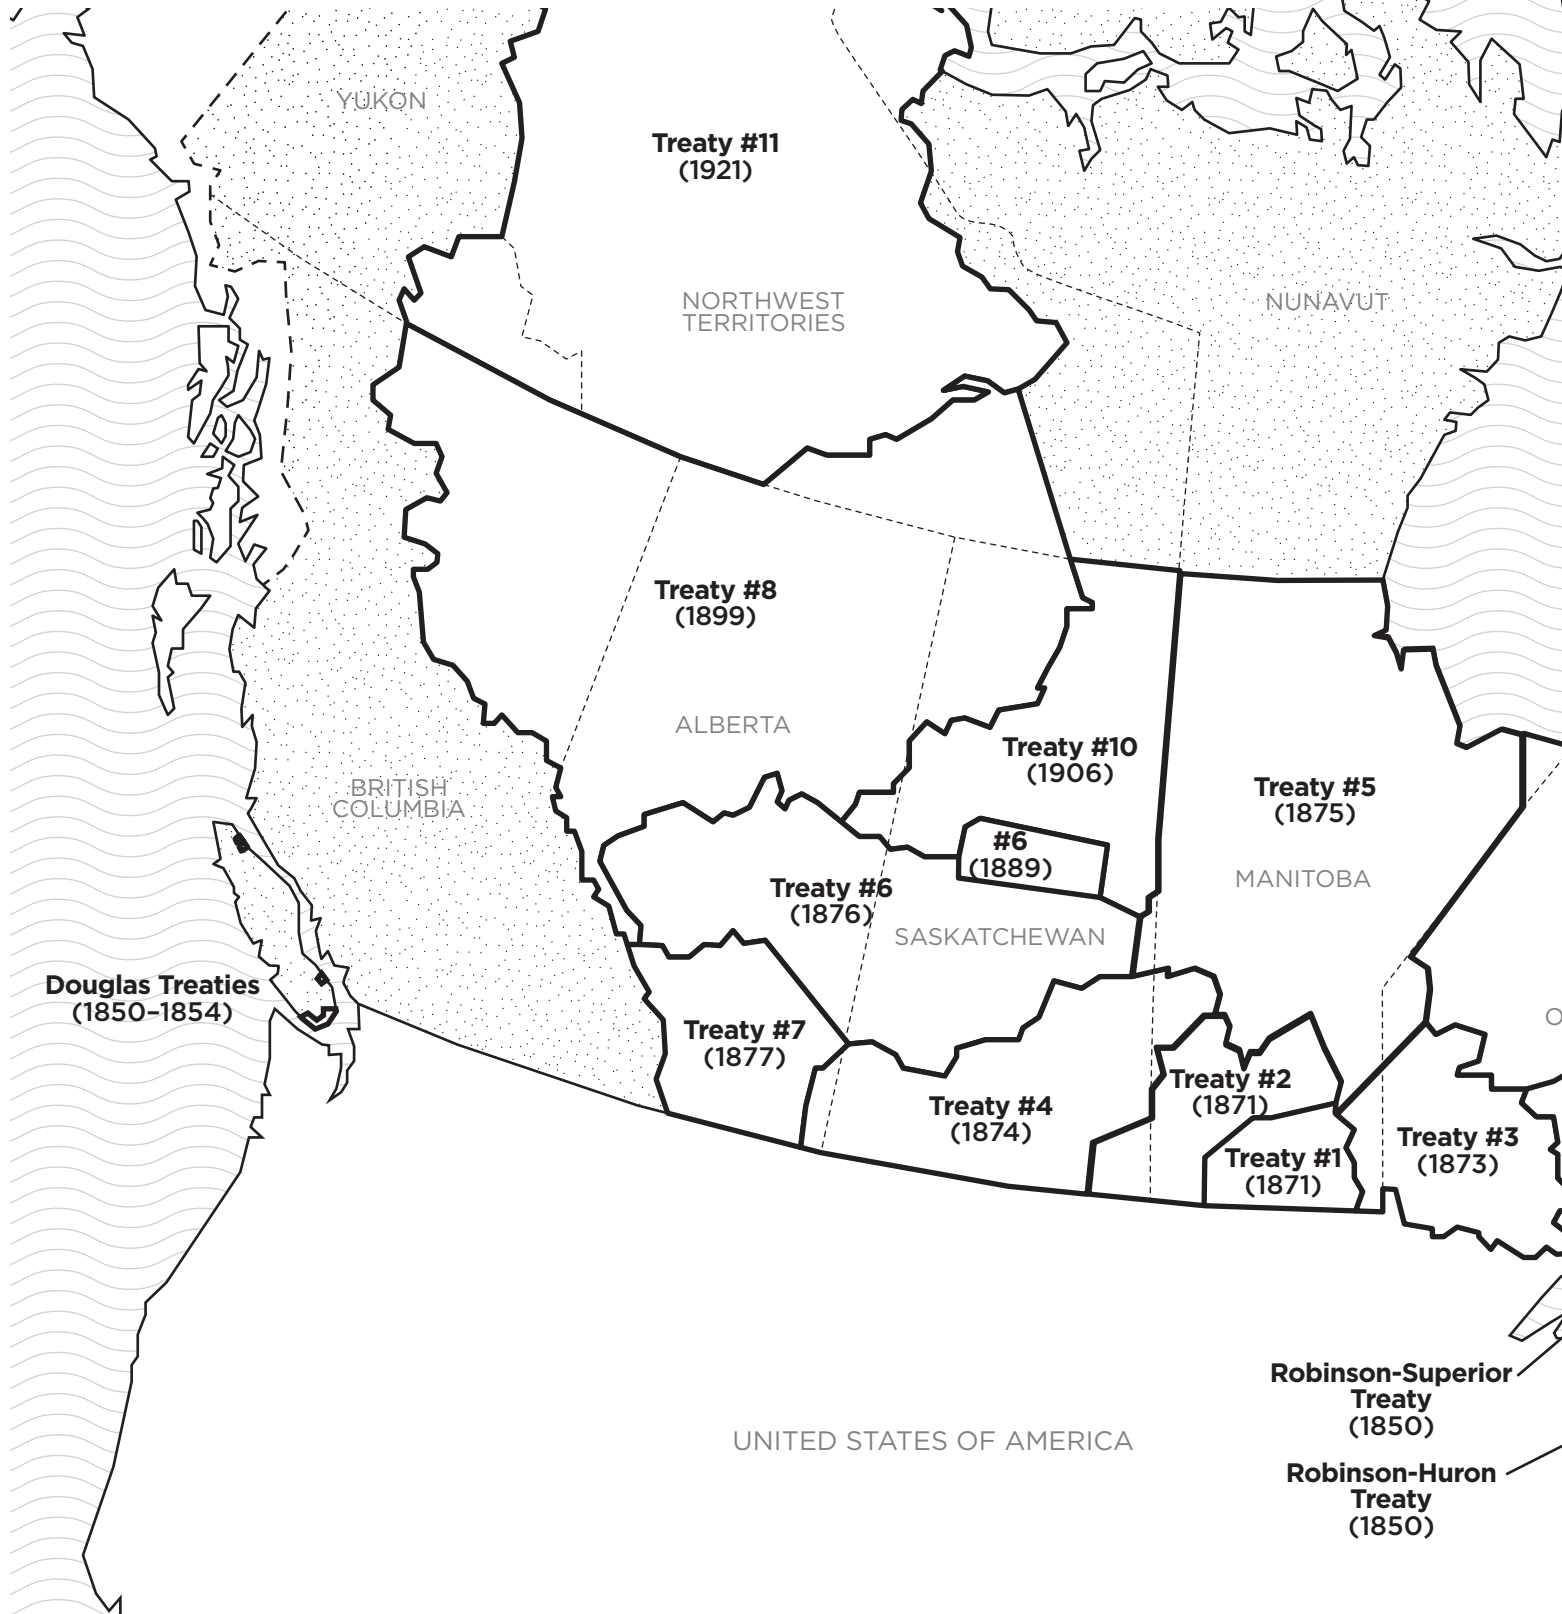 YUKON
Treaty #11
(1921)
NORTHWEST
TERRITORIES
NUNAVUT
Treaty #8
(1899)
ALBERTA
Treaty #10
(1906)
BRITISH
COLUMBIA
Treaty #5
(1875)
#6
(1889)
MANITOBA
Treaty #6
(1876)
SASKATCHEWAN
Douglas Treaties
(1850–1854)
O
Treaty #7
(1877)
Treaty #2
(1871)
Treaty #4
(1874)
Treaty #3
(1873)
Treaty #1
(1871)
Robinson-Superior
Treaty
(1850)
UNITED STATES OF AMERICA
Robinson-Huron
Treaty
(1850)